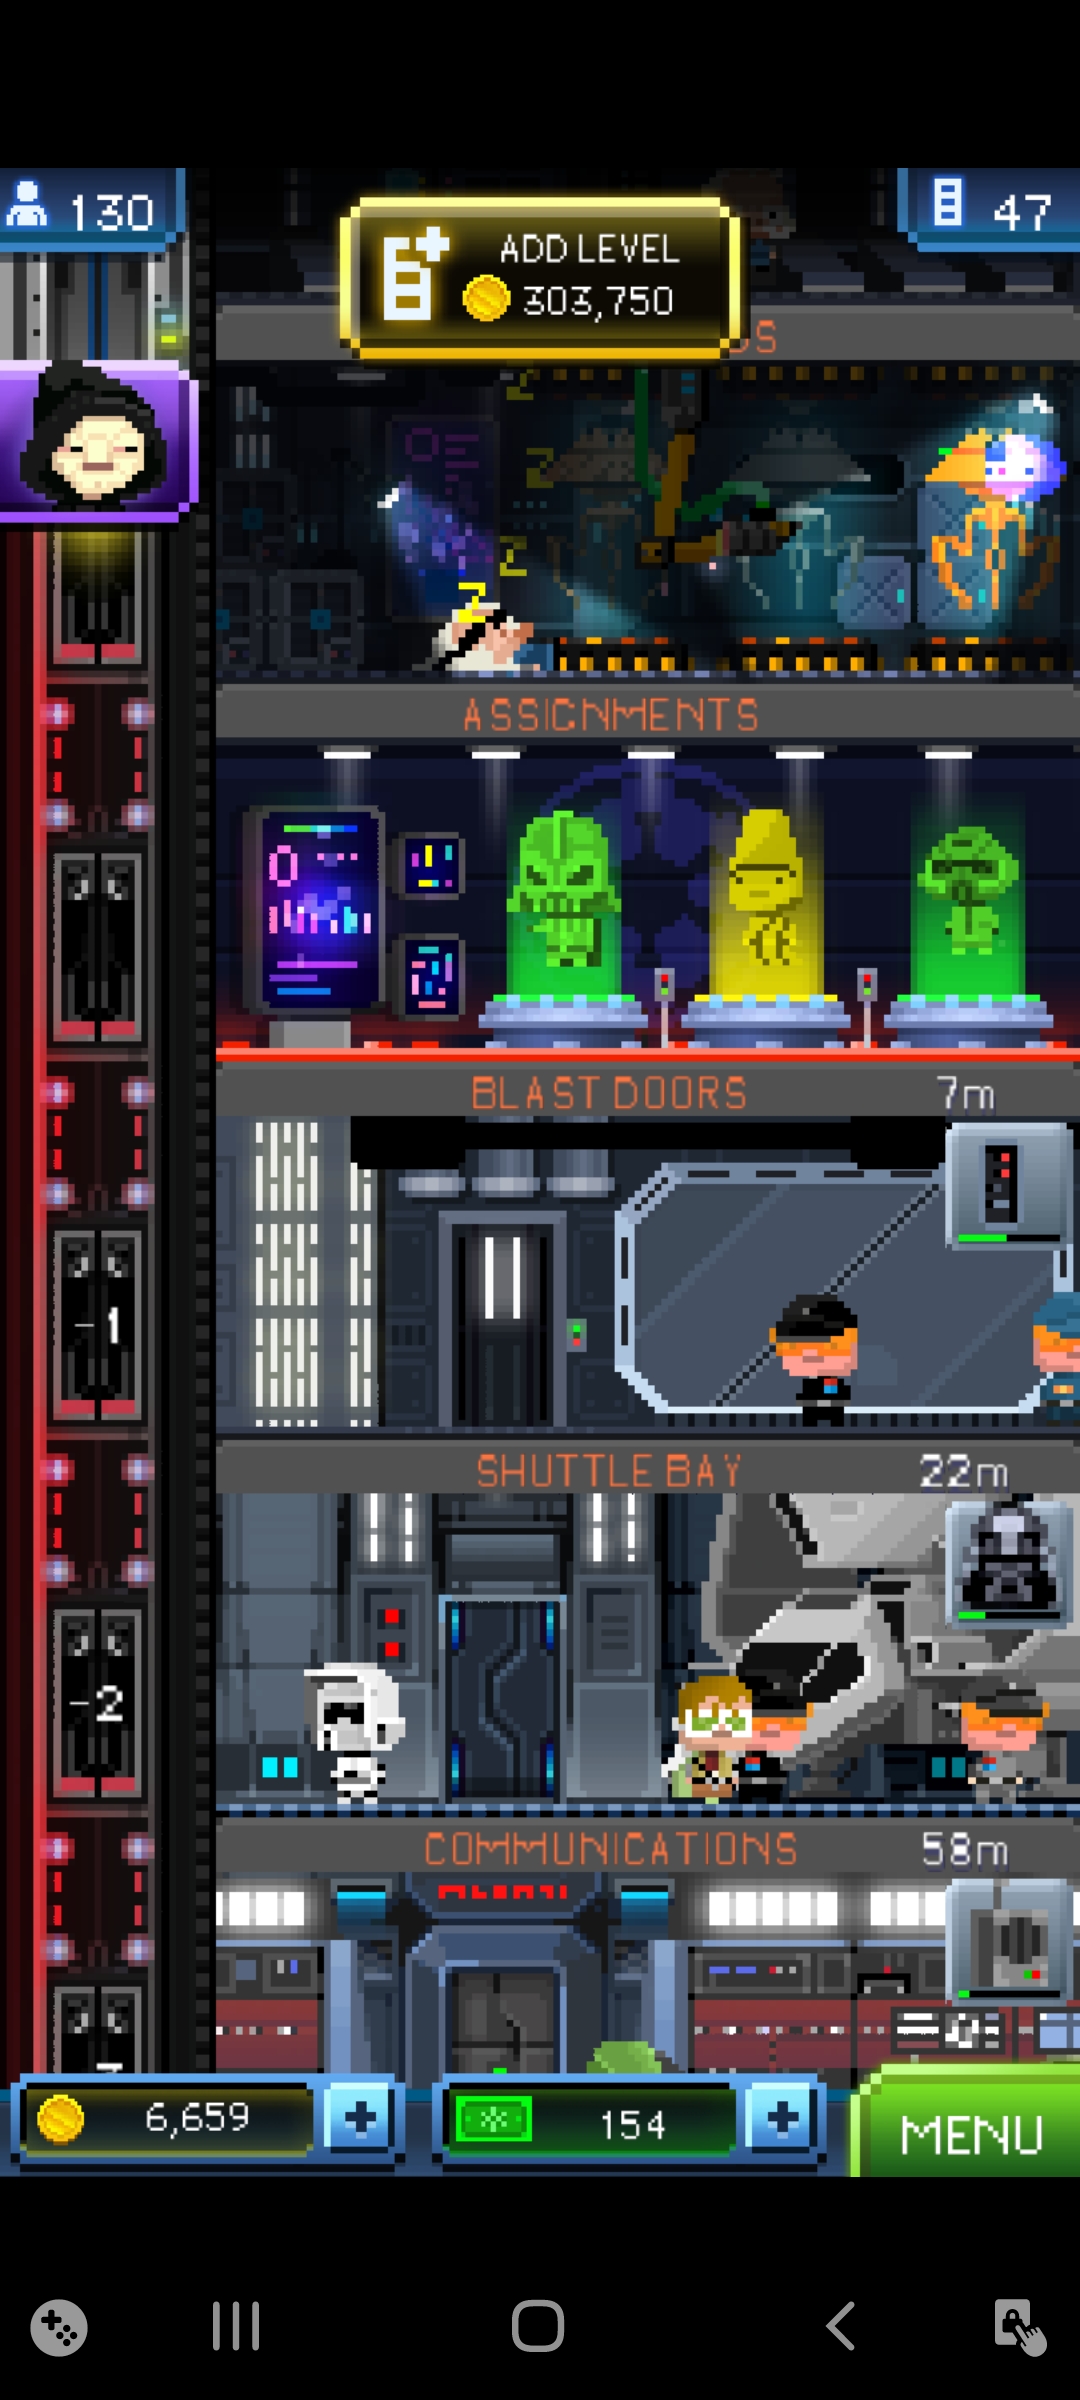 130
ADD LEVEL
303,750
47
DS
Z
Z
Z
Z
ASSIGNMENTS
BLAST DOORS 7m
-1
SHUTTLE BAY 22m
-2
COMMUNICATIONS 58m
6,659 + 154 + MENU